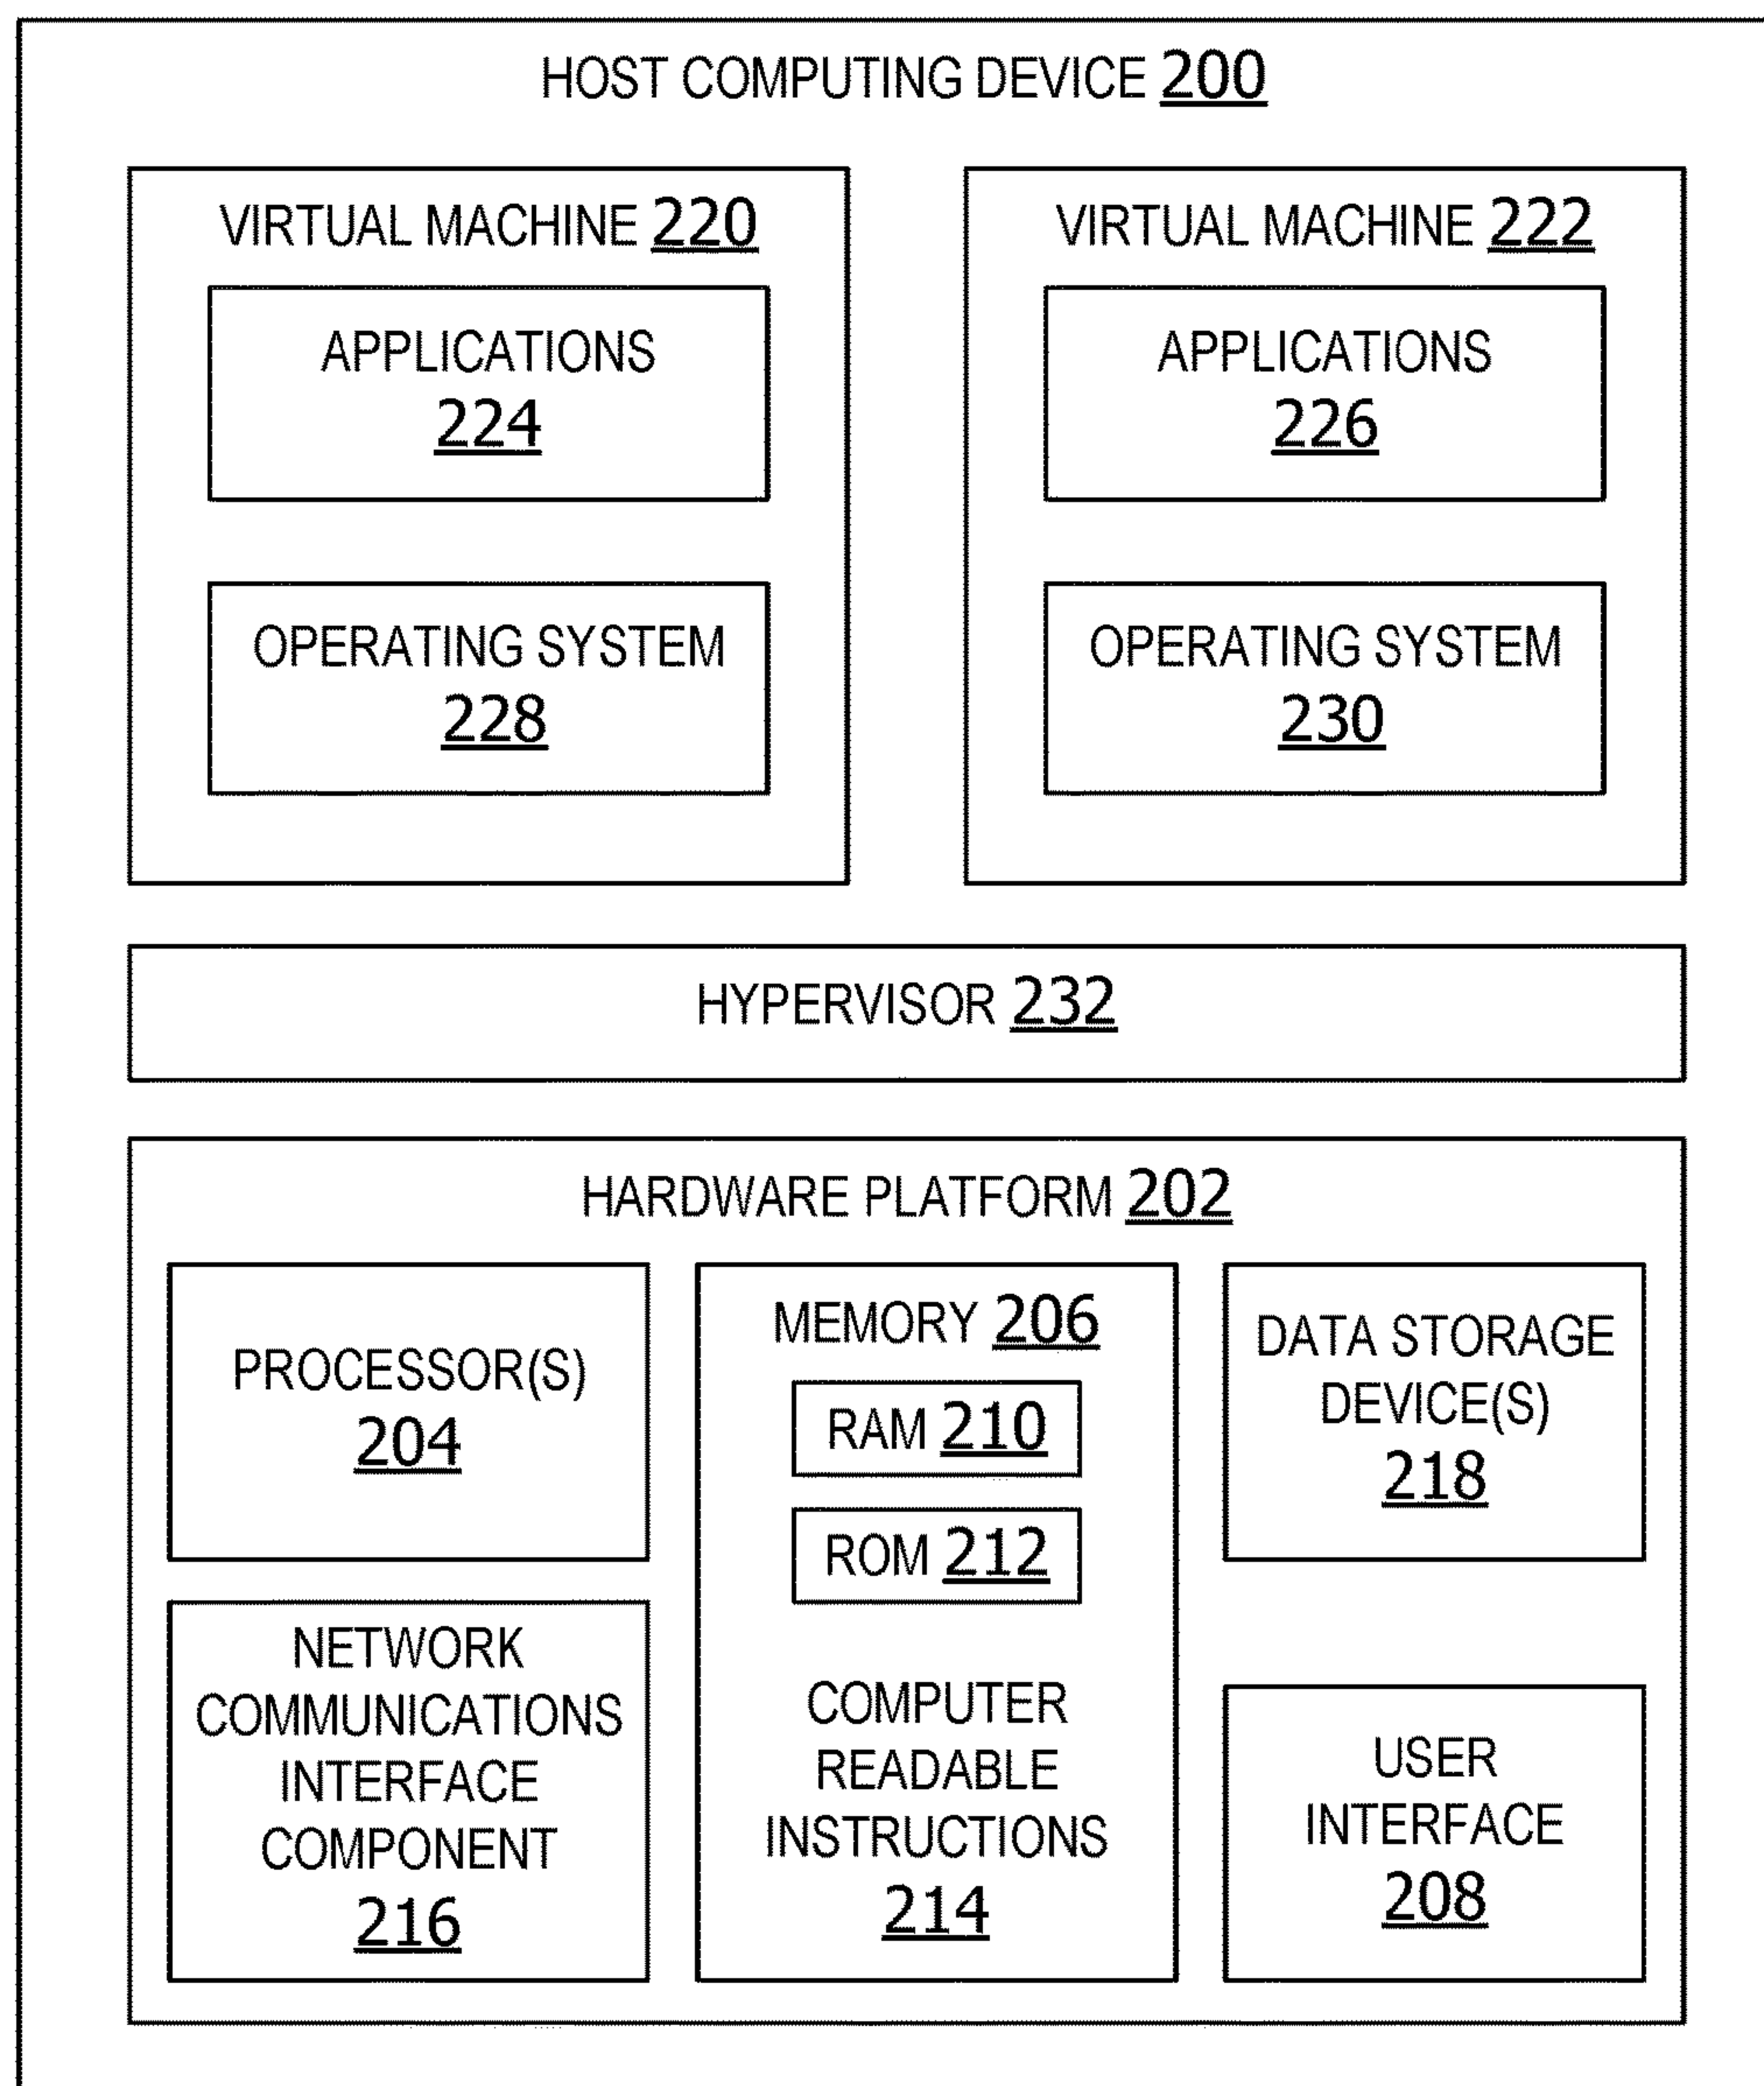 HOST COMPUTING DEVICE 200
VIRTUAL MACHINE 220
APPLICATIONS
224
OPERATING SYSTEM
228
VIRTUAL MACHINE 222
APPLICATIONS
226
OPERATING SYSTEM
230
HYPERVISOR 232
HARDWARE PLATFORM 202
PROCESSOR(S)
204
NETWORK
COMMUNICATIONS
INTERFACE
COMPONENT
216
MEMORY 206
RAM 210
ROM 212
COMPUTER
READABLE
INSTRUCTIONS
214
DATA STORAGE
DEVICE(S)
218
USER
INTERFACE
208